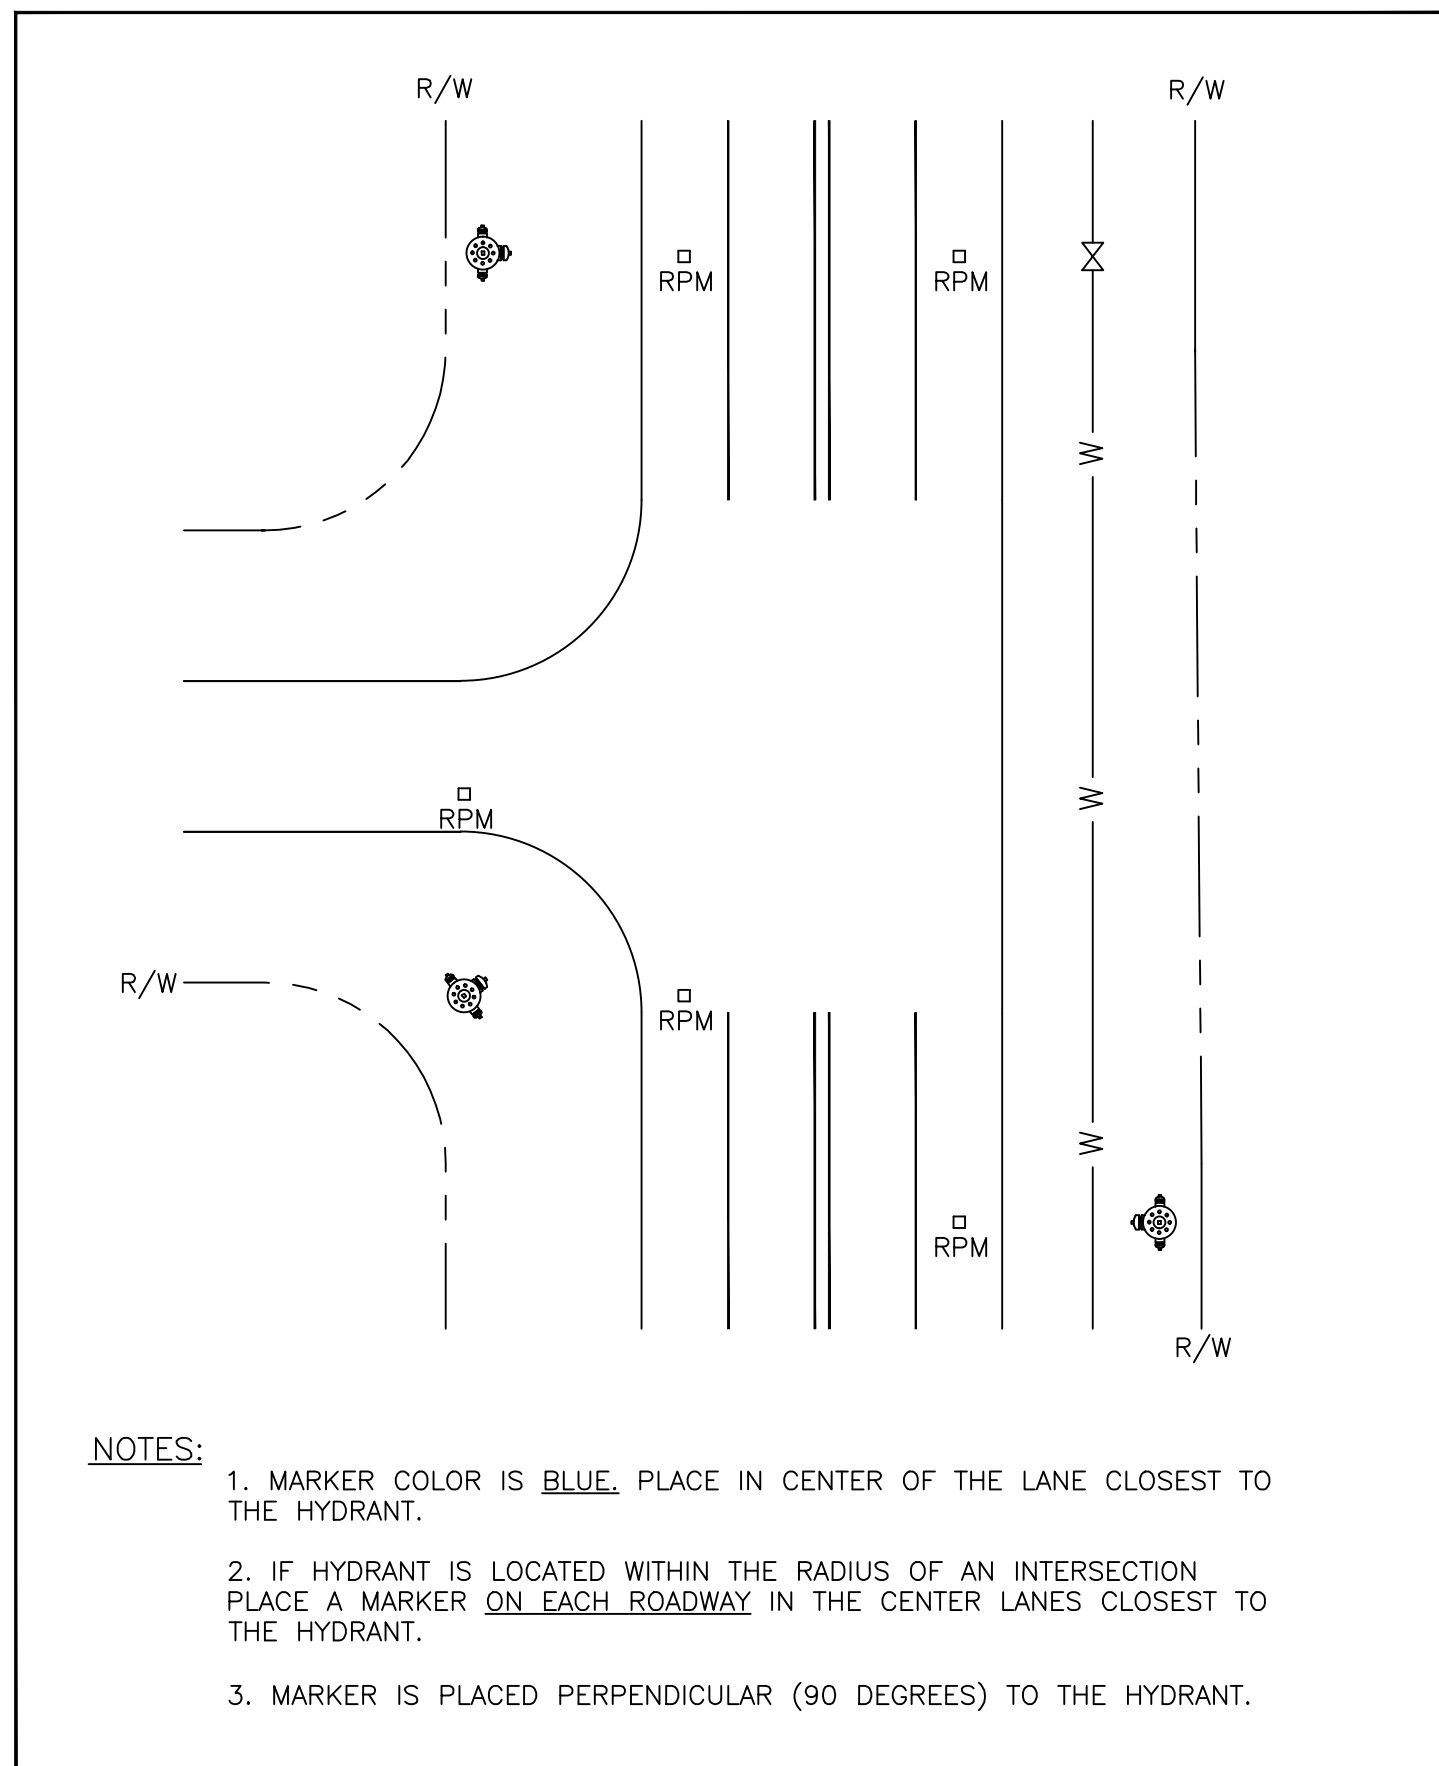 R/W
R/W
RPM
RPM
W
W
RPM
R/W
RPM
W
RPM
R/W
NOTES:
1. MARKER COLOR IS BLUE. PLACE IN CENTER OF THE LANE CLOSEST TO
THE HYDRANT.
2. IF HYDRANT IS LOCATED WITHIN THE RADIUS OF AN INTERSECTION
PLACE A MARKER ON EACH ROADWAY IN THE CENTER LANES CLOSEST TO
THE HYDRANT.
3. MARKER IS PLACED PERPENDICULAR (90 DEGREES) TO THE HYDRANT.